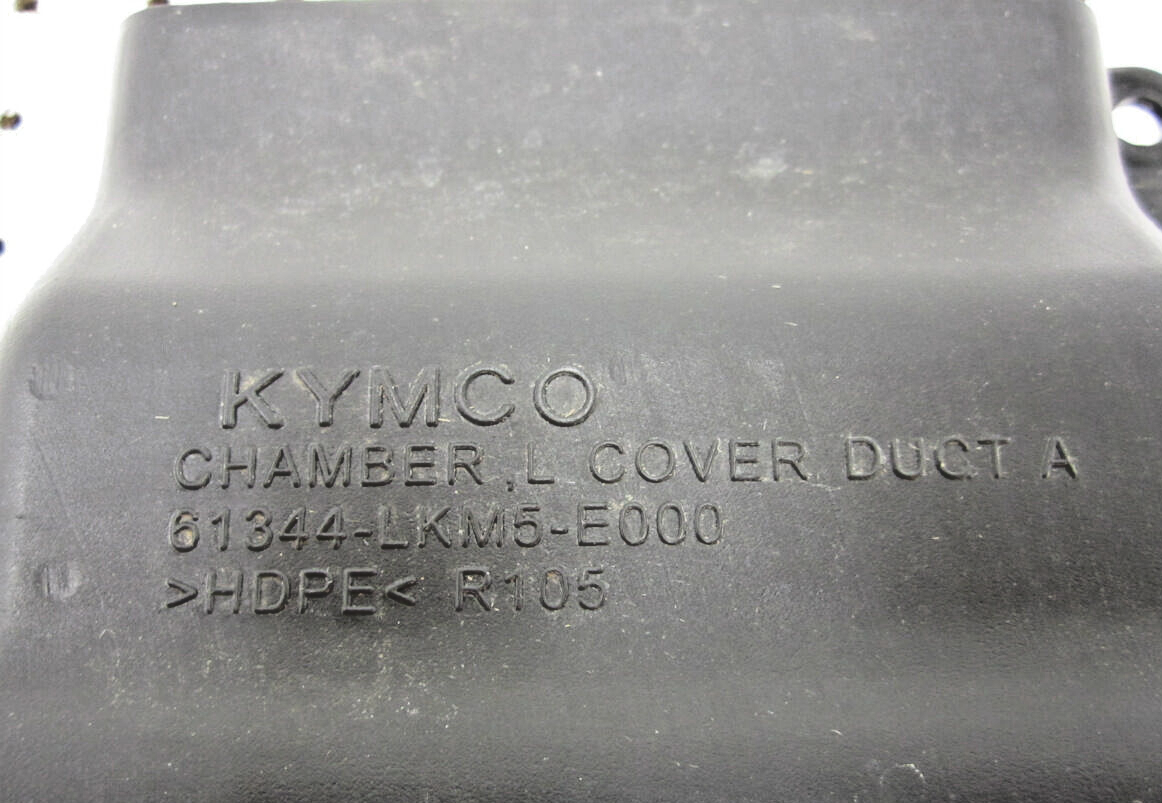 KYMCO
CHAMBER ,L COVER DUCT A
61344-LKM5-E000
>HDPE< R105